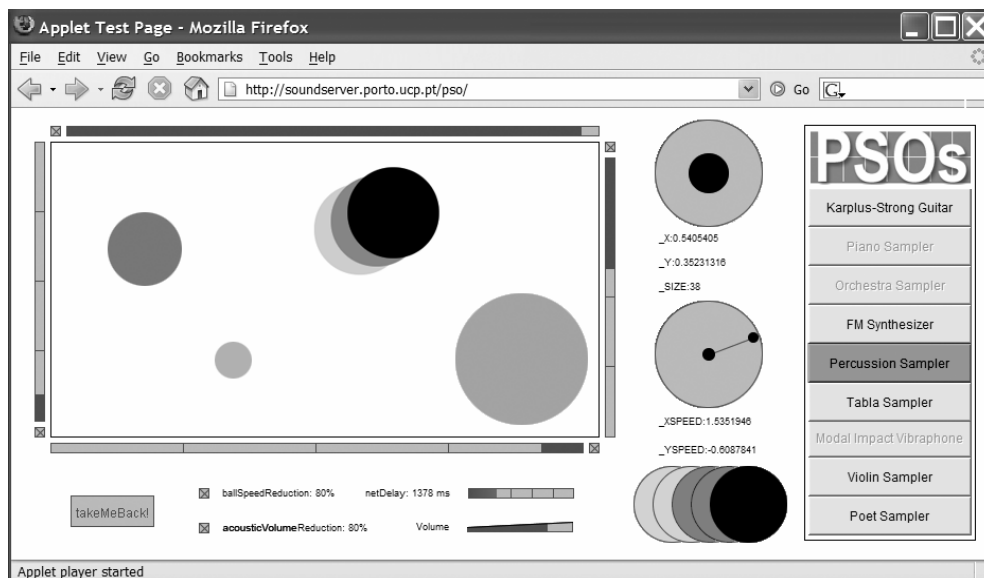 Applet Test Page - Mozilla Firefox
File Edit View Go Bookmarks Tools Help
http://soundserver.porto.ucp.pt/pso/ Go G
PSOs
Karplus-Strong Guitar
Piano Sampler
Orchestra Sampler
FM Synthesizer
Percussion Sampler
Tabla Sampler
Modal Impact Vibraphone
Violin Sampler
Poet Sampler
_X:0.5405405
_Y:0.35231316
_SIZE:38
_XSPEED:1.5351946
_YSPEED:-0.6087841
takeMeBack!
ballSpeedReduction: 80% netDelay: 1378 ms
acousticVolumeReduction: 80% Volume
Applet player started